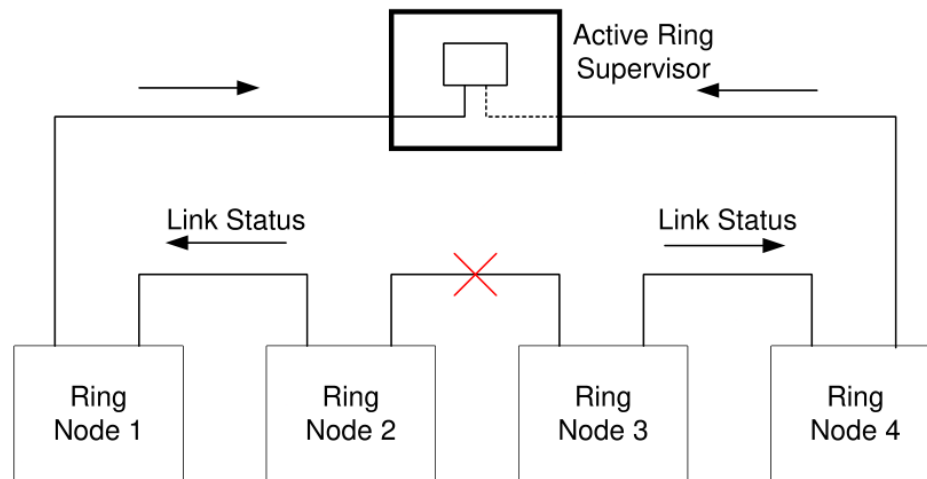 Active Ring
Supervisor
Link Status
Link Status
Ring
Node 1
Ring
Node 2
Ring
Node 3
Ring
Node 4